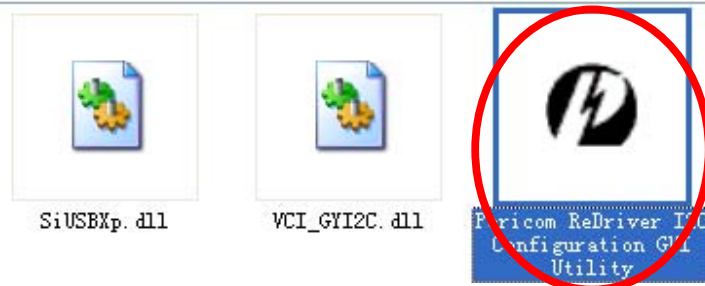 SiUSBXp.dll
VCI_GYI2C.dll
Pericom ReDriver I2C
Configuration GUI
Utility